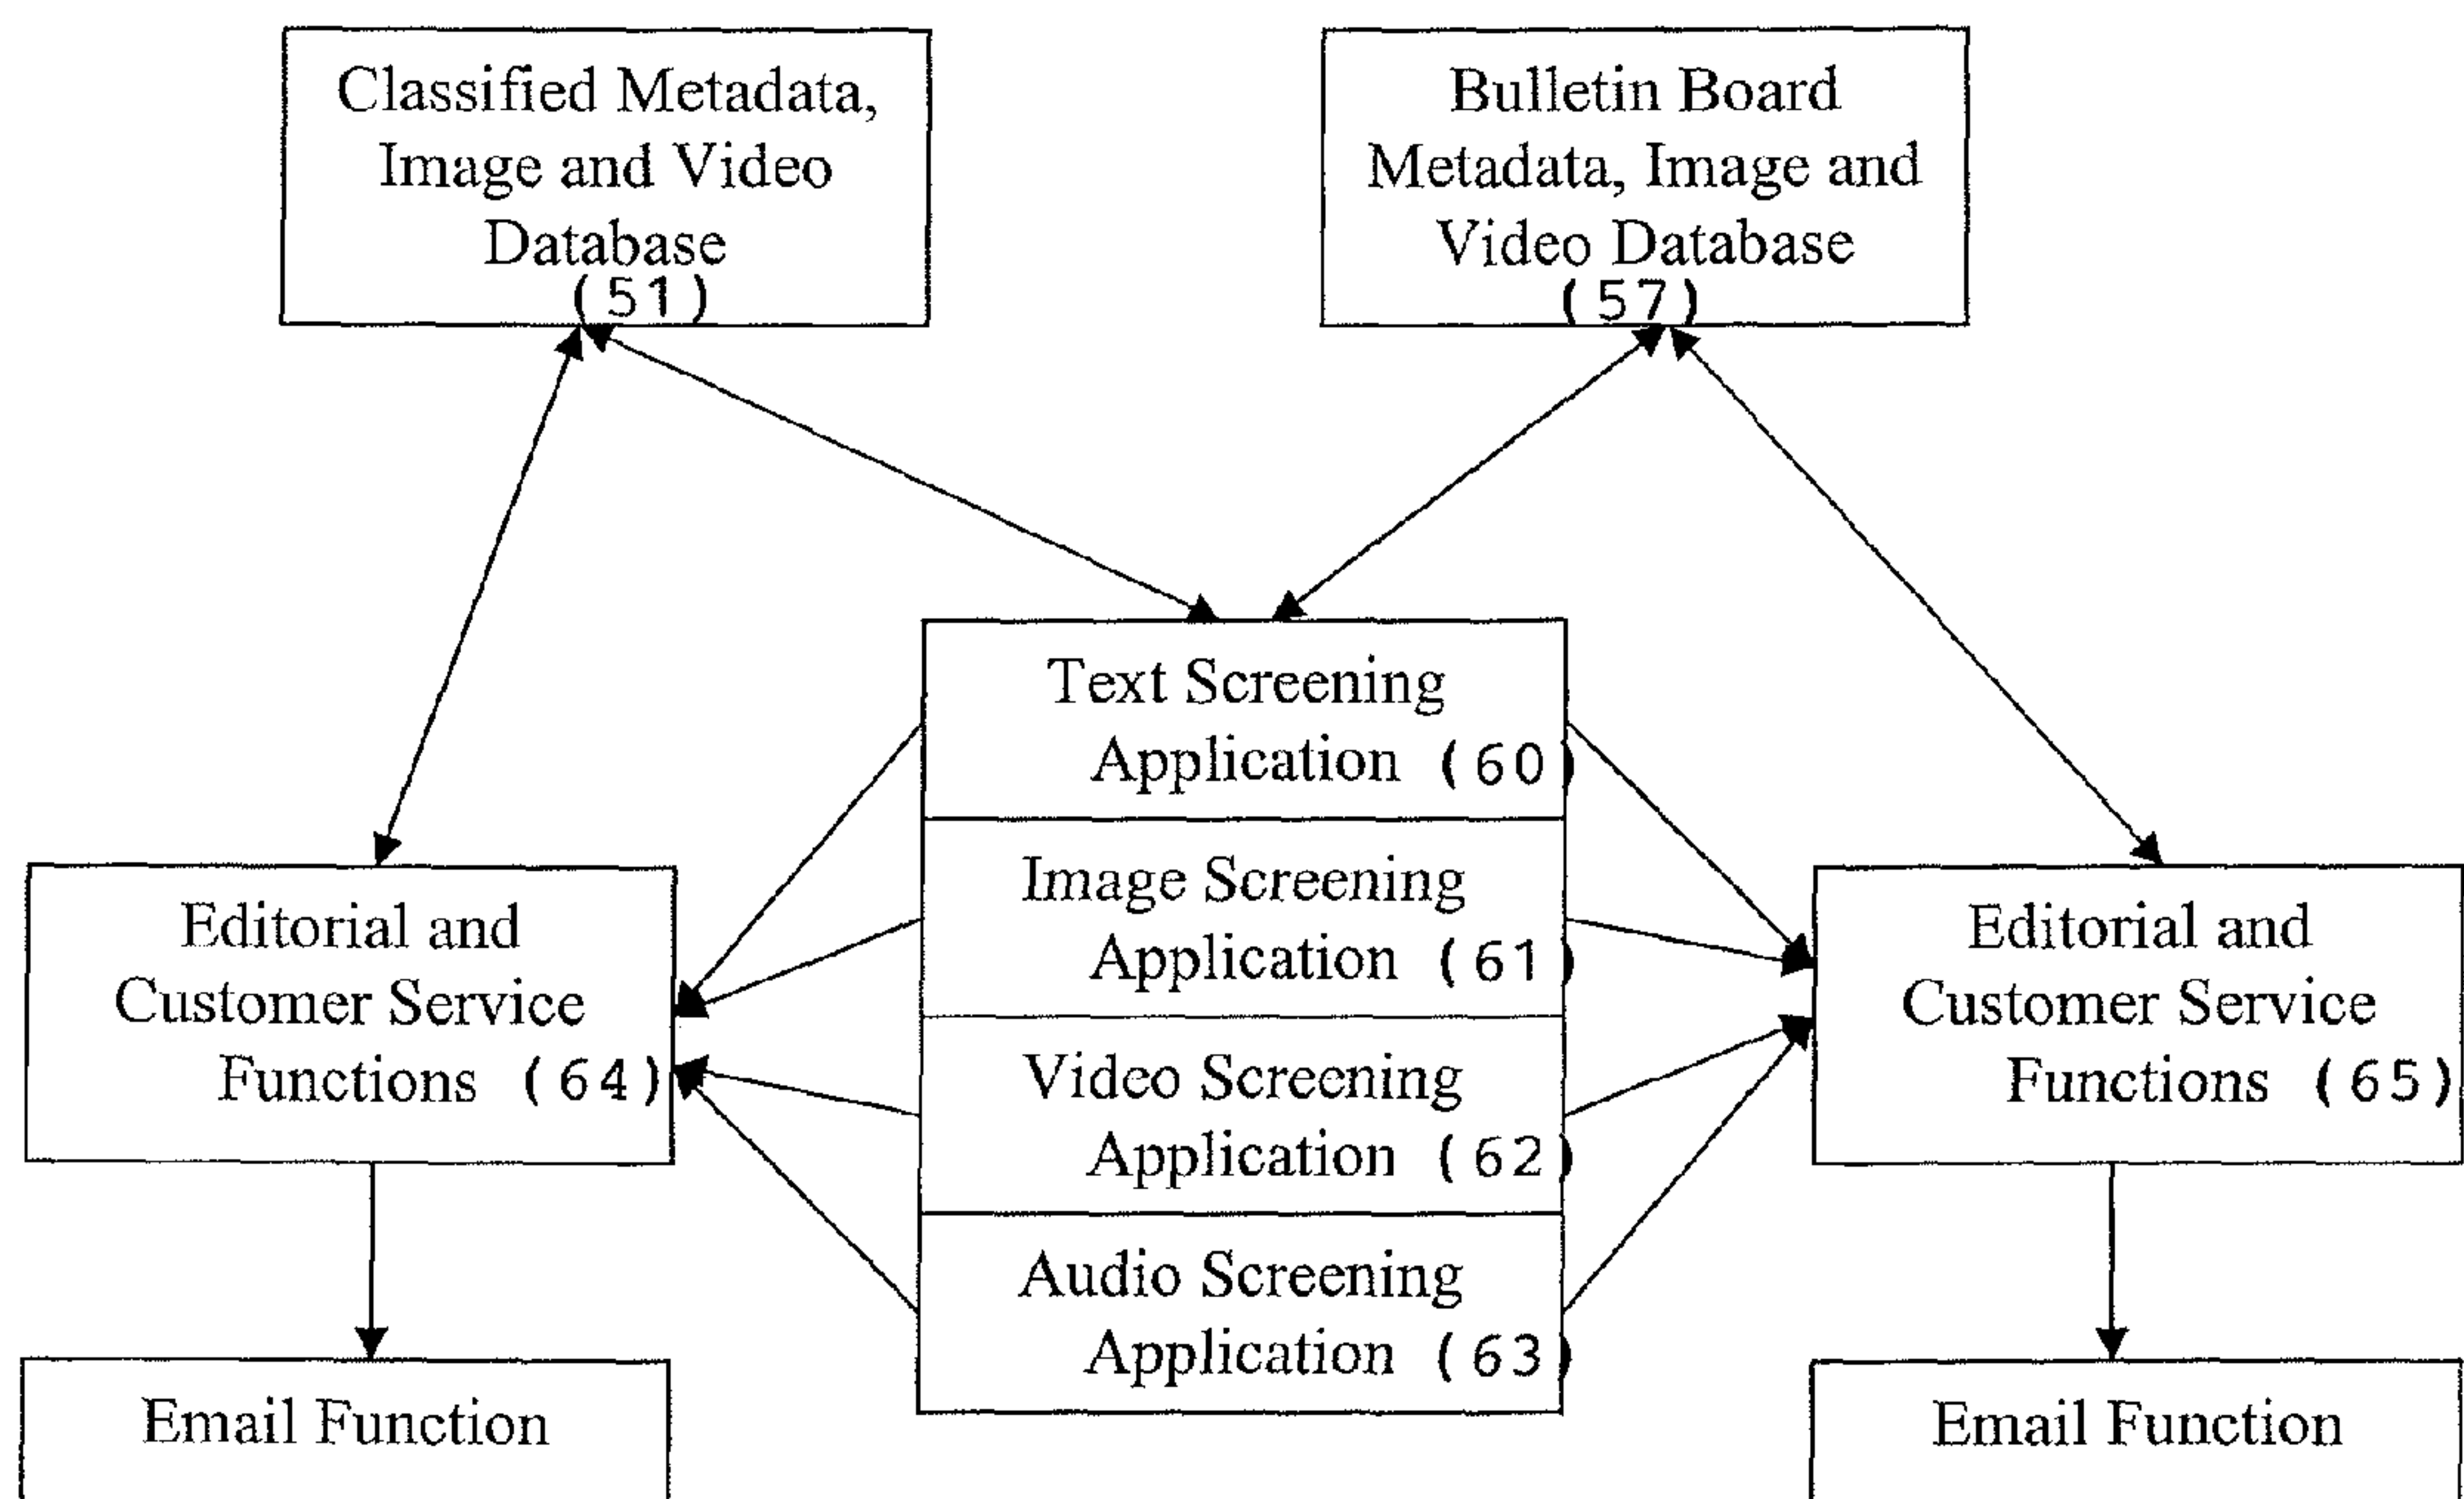 Classified Metadata,
Image and Video
Database
(51)
Bulletin Board
Metadata, Image and
Video Database
(57)
Text Screening
Application (60)
Image Screening
Application (61)
Video Screening
Application (62)
Audio Screening
Application (63)
Editorial and
Customer Service
Functions (64)
Editorial and
Customer Service
Functions (65)
Email Function
Email Function